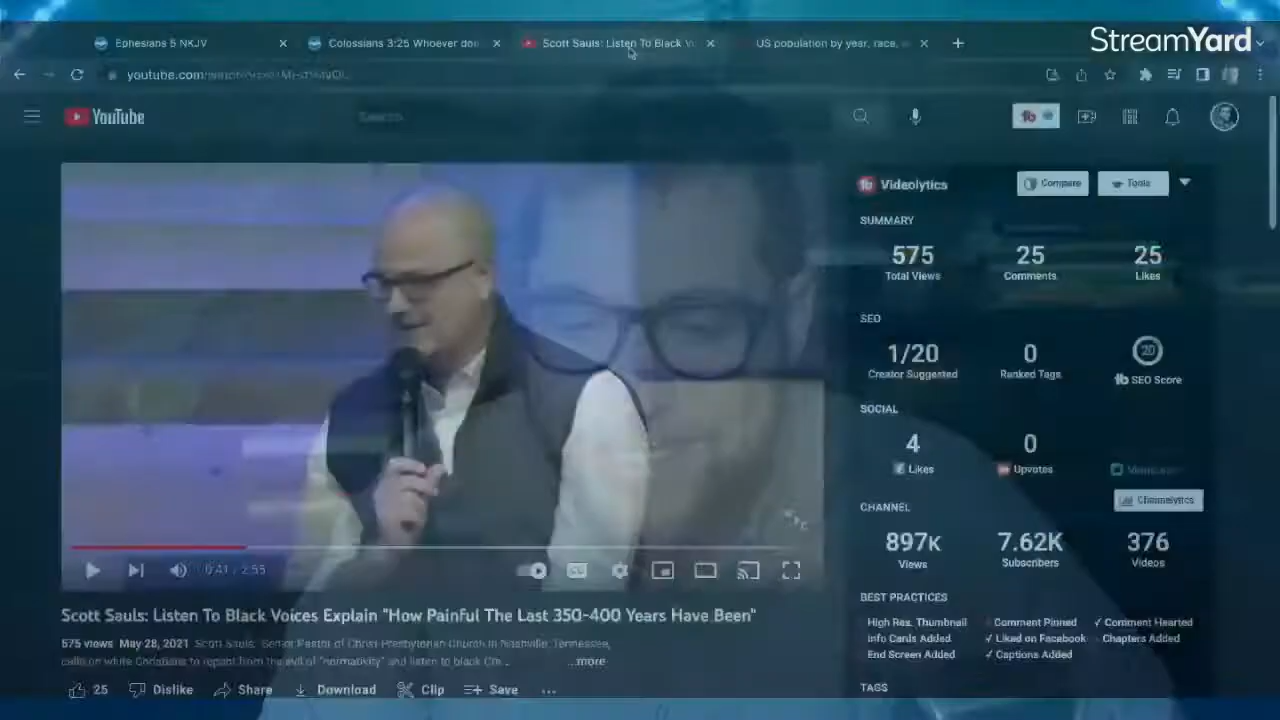 Ephesians 5 NKJV
Colossians 3:25 Whoever doe
Scott Sauls: Listen To Black V
US population by year, race,
StreamYard
youtube.com
YouTube
Search
Videolytics
Compare
Tools
SUMMARY
575
25
25
Total Views
Comments
Likes
SEO
1/20
0
20
Creator Suggested
Ranked Tags
tb SEO Score
SOCIAL
4
0
Likes
Upvotes
Channelytics
CHANNEL
897K
7.62K
376
Views
Subscribers
Videos
0:41 / 2:55
CC
BEST PRACTICES
High Res. Thumbnail
Comment Pinned
✓ Comment Hearted
Info Cards Added
✓ Liked on Facebook
Chapters Added
End Screen Added
✓ Captions Added
TAGS
Scott Sauls: Listen To Black Voices Explain "How Painful The Last 350-400 Years Have Been"
575 views May 28, 2021 Scott Sauls: Senior Pastor of Christ Presbyterian Church in Nashville, Tennessee,
calls on white Christians to repent from the evil of "normativity" and listen to black Chr... ...more
25
Dislike
Share
Download
Clip
Save